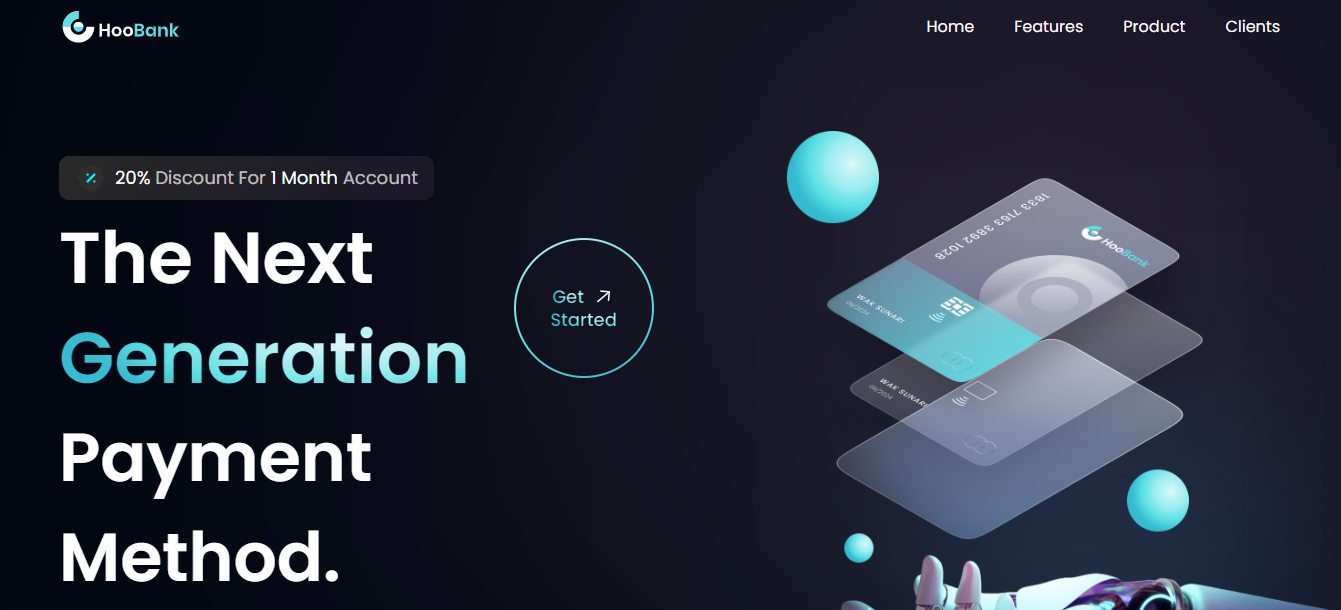 HooBank
Home
Features
Product
Clients
20% Discount For 1 Month Account
The Next
Generation
Payment
Method.
Get
Started
1833 7163 3892 1028
HooBank
WAK SUNARI
09/2024
WAK SUNARI
09/2024